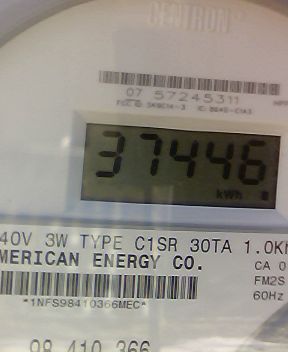 CENTRON
07 57245311
37446
kWh
40V 3W TYPE C1SR 30TA 1.0K
MERICAN ENERGY CO.
CA 0
FM2S
60Hz
*1NFS98410366MEC*
98 410 366